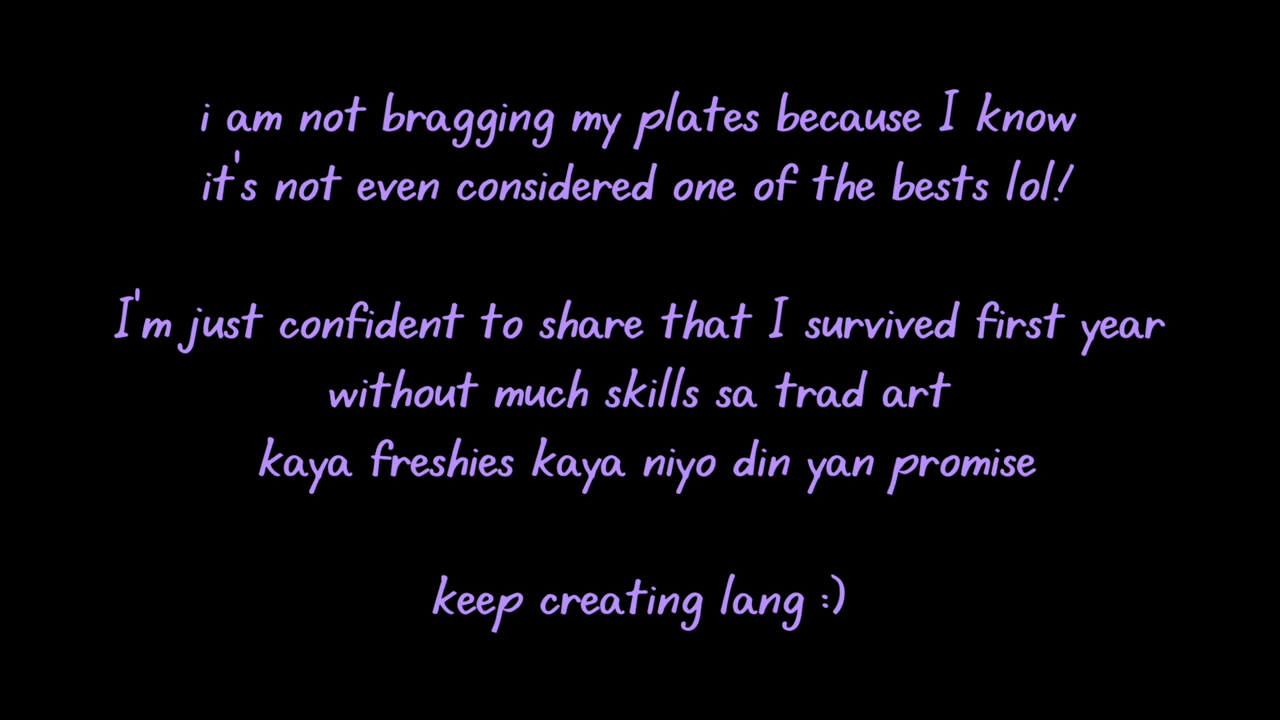 i am not bragging my plates because I know
it's not even considered one of the bests lol!
I'm just confident to share that I survived first year
without much skills sa trad art
kaya freshies kaya niyo din yan promise
keep creating lang :)